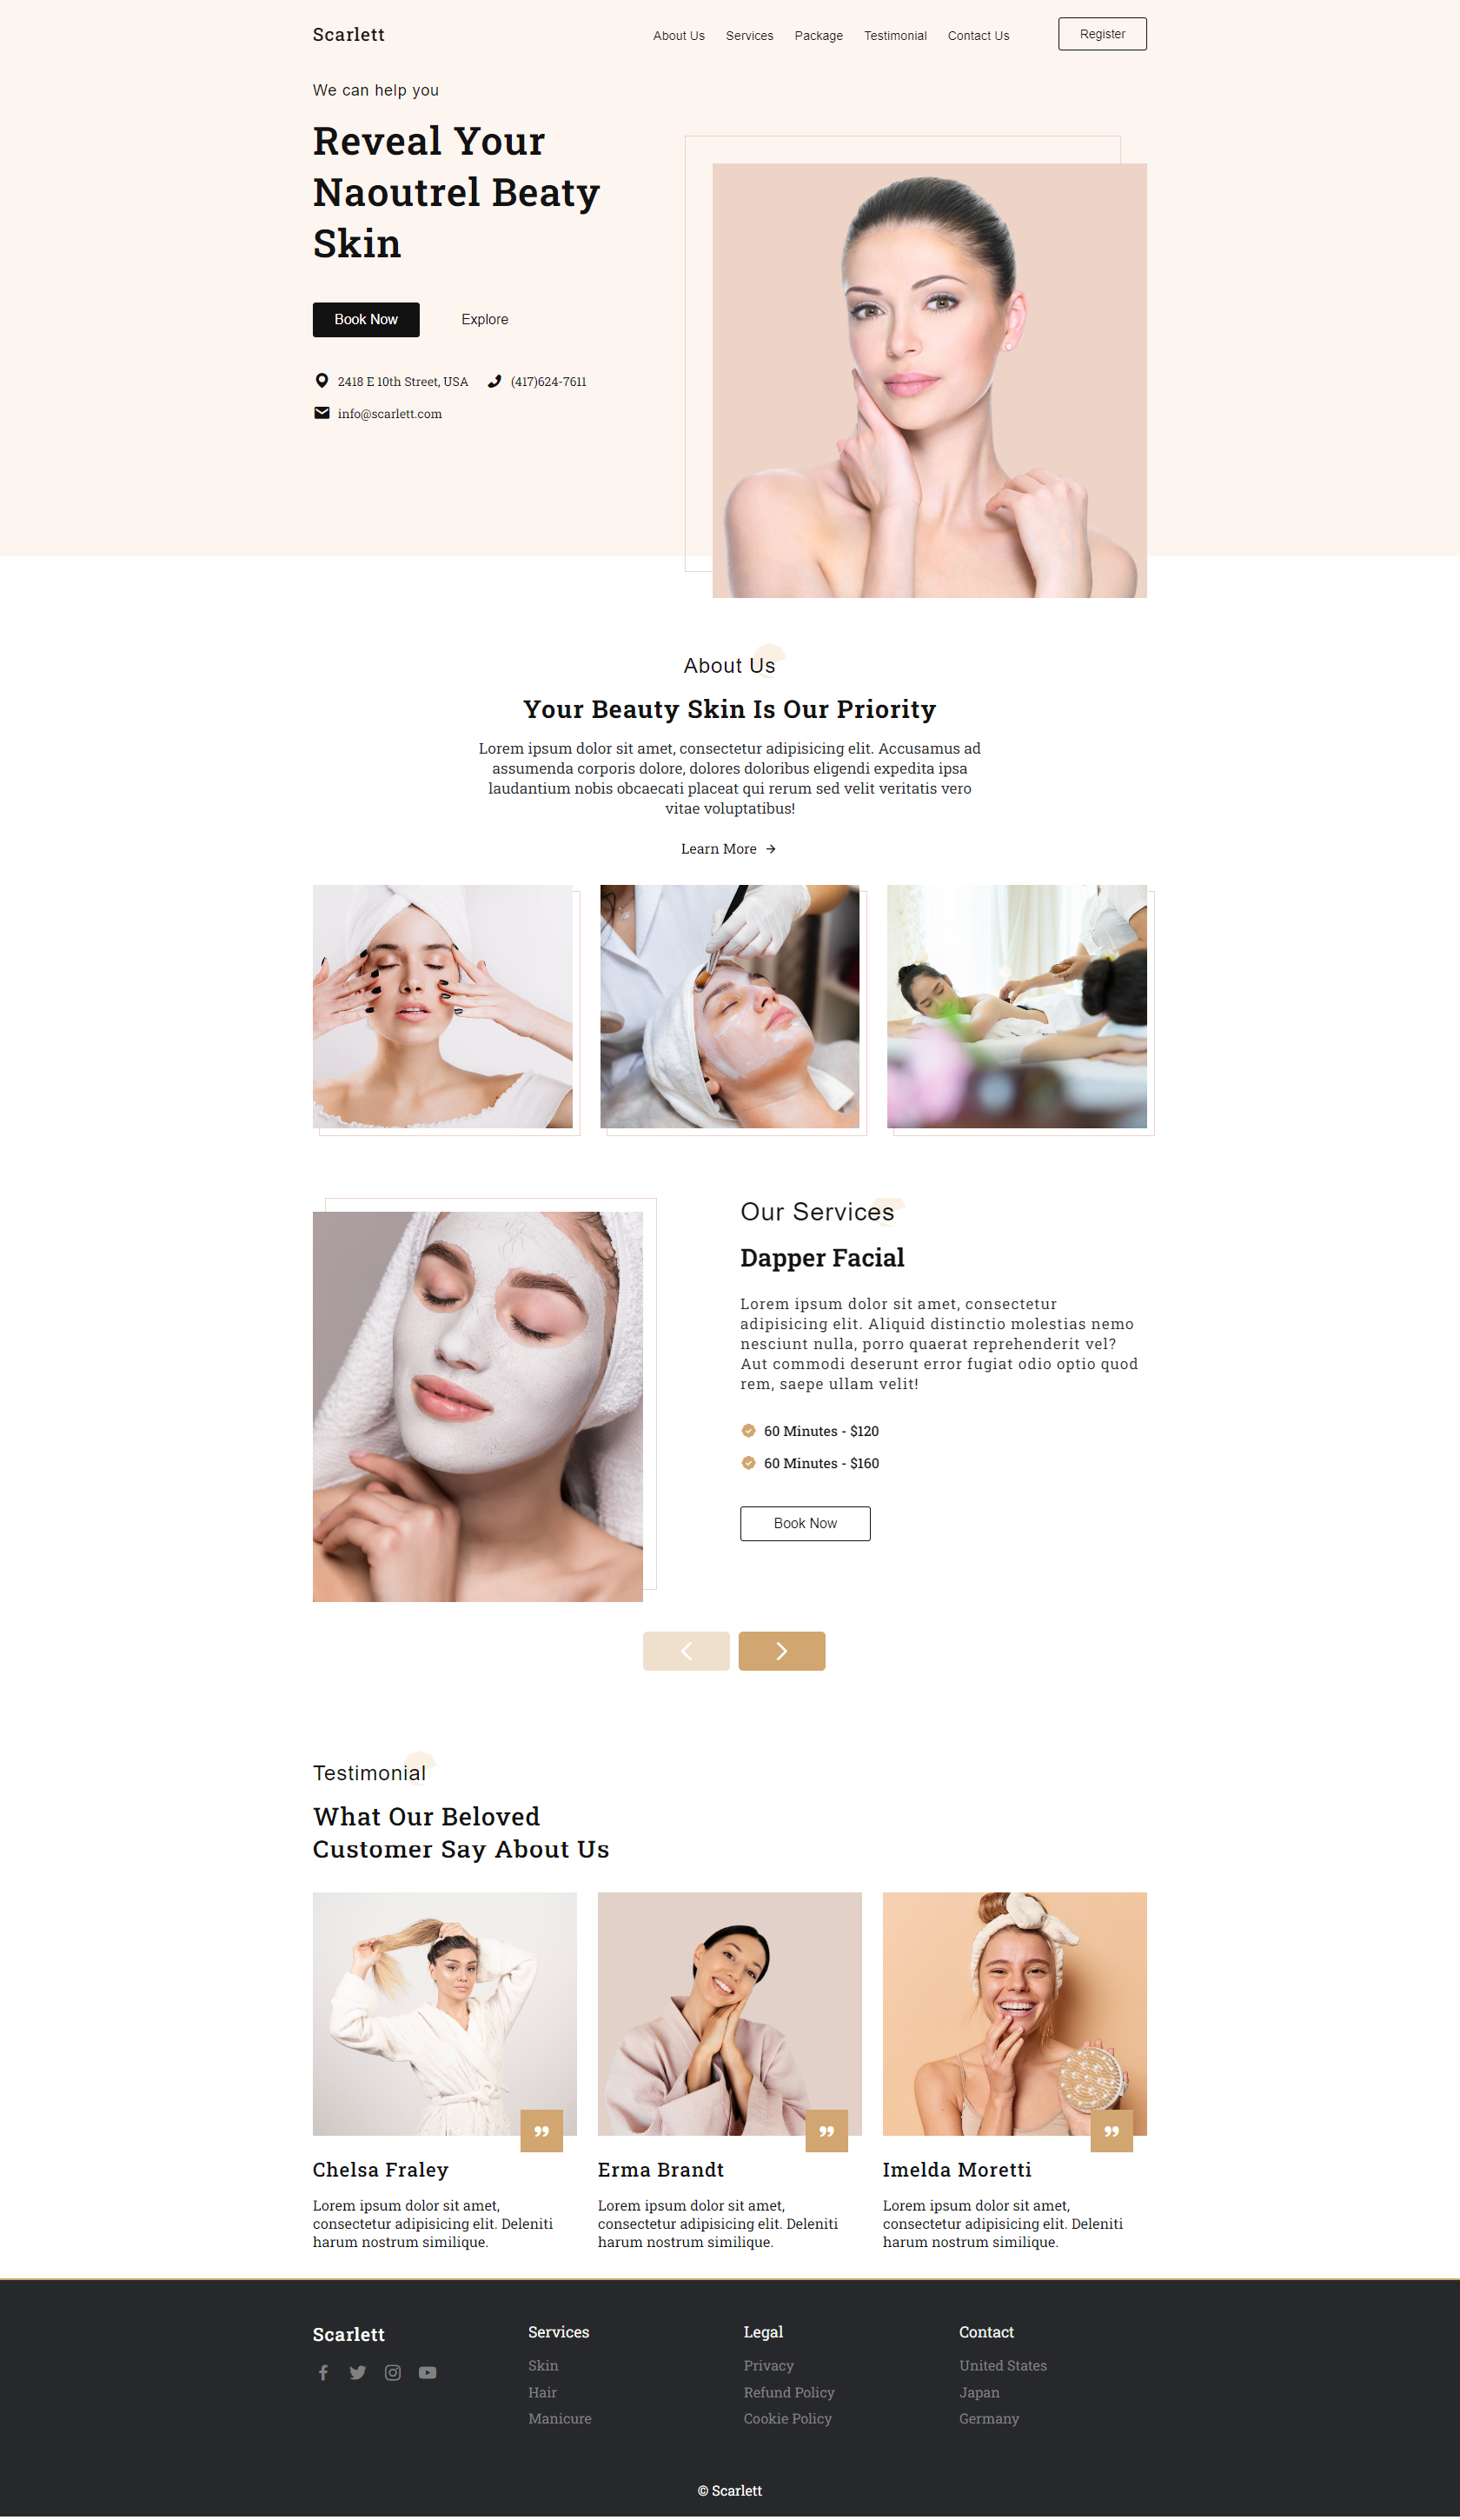 Scarlett
About Us Services Package Testimonial Contact Us Register
We can help you
Reveal Your
Naoutrel Beaty
Skin
Book Now Explore
2418 E 10th Street, USA (417)624-7611
info@scarlett.com
About Us
Your Beauty Skin Is Our Priority
Lorem ipsum dolor sit amet, consectetur adipisicing elit. Accusamus ad
assumenda corporis dolore, dolores doloribus eligendi expedita ipsa
laudantium nobis obcaecati placeat qui rerum sed velit veritatis vero
vitae voluptatibus!
Learn More
Our Services
Dapper Facial
Lorem ipsum dolor sit amet, consectetur
adipisicing elit. Aliquid distinctio molestias nemo
nesciunt nulla, porro quaerat reprehenderit vel?
Aut commodi deserunt error fugiat odio optio quod
rem, saepe ullam velit!
60 Minutes - $120
60 Minutes - $160
Book Now
Testimonial
What Our Beloved
Customer Say About Us
Chelsa Fraley
Lorem ipsum dolor sit amet,
consectetur adipisicing elit. Deleniti
harum nostrum similique.
Erma Brandt
Lorem ipsum dolor sit amet,
consectetur adipisicing elit. Deleniti
harum nostrum similique.
Imelda Moretti
Lorem ipsum dolor sit amet,
consectetur adipisicing elit. Deleniti
harum nostrum similique.
Scarlett
Services
Skin
Hair
Manicure
Legal
Privacy
Refund Policy
Cookie Policy
Contact
United States
Japan
Germany
© Scarlett